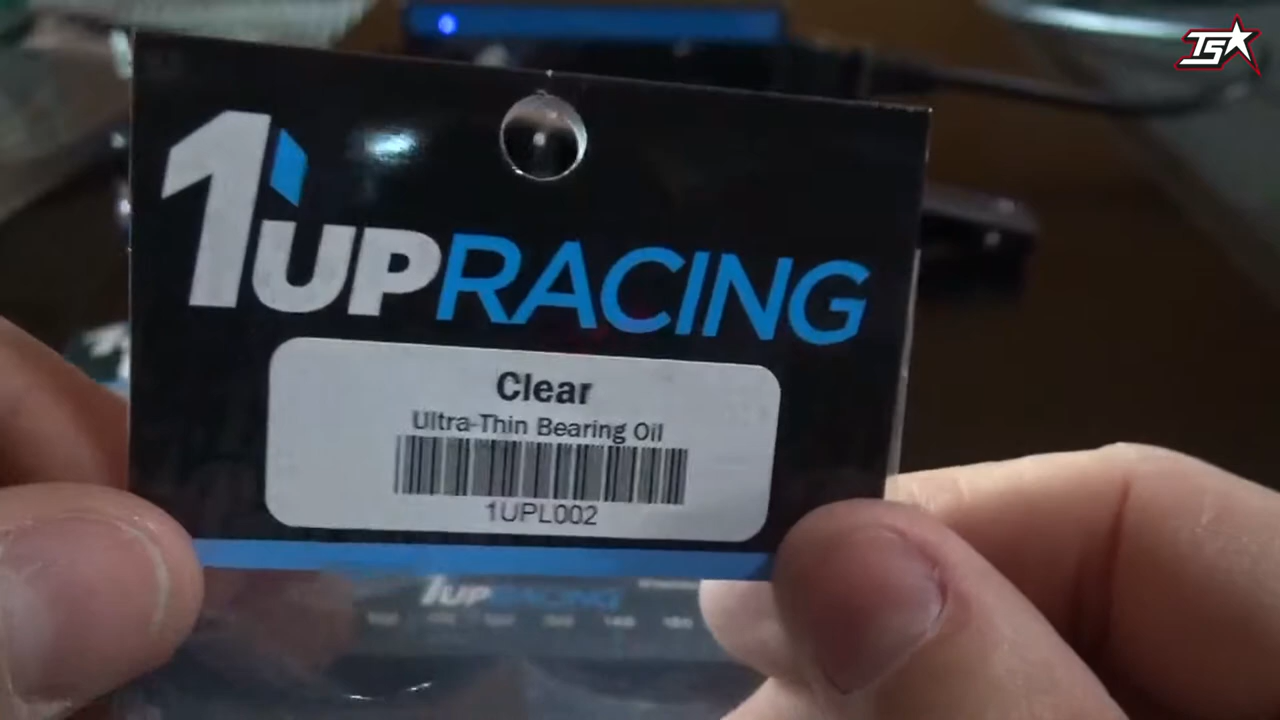 TS
1UPRACING
Clear
Ultra-Thin Bearing Oil
1UPL002
1UPRACING